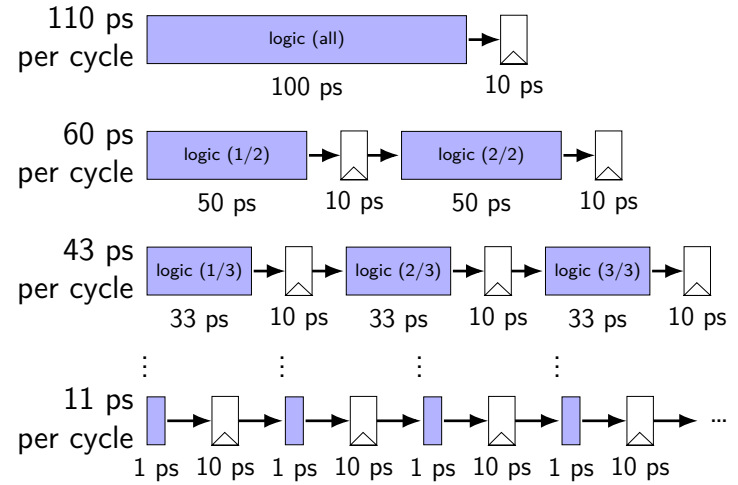 110 ps
per cycle
logic (all)
100 ps
10 ps
60 ps
per cycle
logic (1/2)
logic (2/2)
50 ps
10 ps
50 ps
10 ps
43 ps
per cycle
logic (1/3)
logic (2/3)
logic (3/3)
33 ps
10 ps
33 ps
10 ps
33 ps
10 ps
⋮ ⋮ ⋮ ⋮
11 ps
per cycle
...
1 ps
10 ps
1 ps
10 ps
1 ps
10 ps
1 ps
10 ps